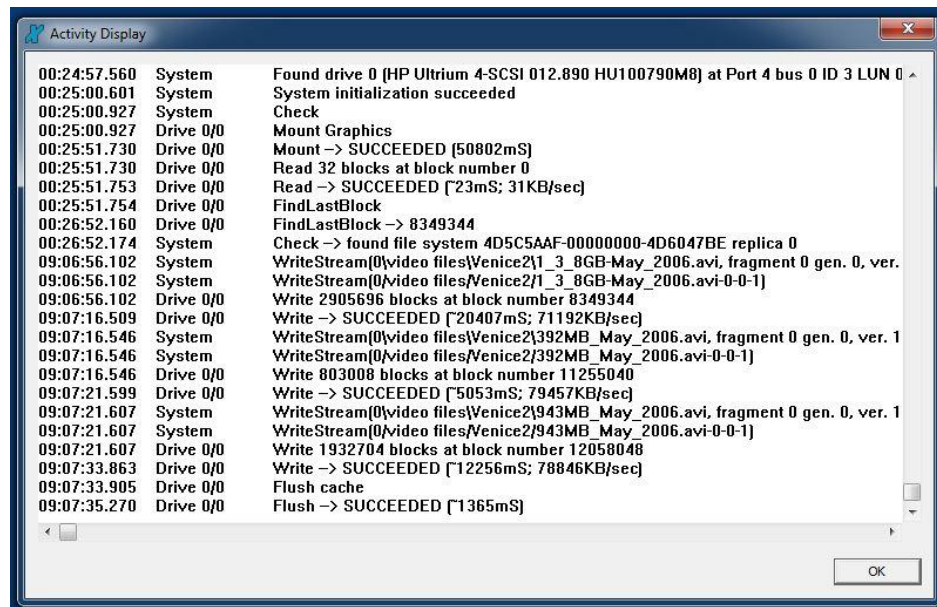 Activity Display
00:24:57.560 System Found drive 0 (HP Ultrium 4-SCSI 012.890 HU100790M8) at Port 4 bus 0 ID 3 LUN 0
00:25:00.601 System System initialization succeeded
00:25:00.927 System Check
00:25:00.927 Drive 0/0 Mount Graphics
00:25:51.730 Drive 0/0 Mount –> SUCCEEDED (50802mS)
00:25:51.730 Drive 0/0 Read 32 blocks at block number 0
00:25:51.753 Drive 0/0 Read –> SUCCEEDED (~23mS; 31KB/sec)
00:25:51.754 Drive 0/0 FindLastBlock
00:26:52.160 Drive 0/0 FindLastBlock –> 8349344
00:26:52.174 System Check –> found file system 4D5C5AAF-00000000-4D6047BE replica 0
09:06:56.102 System WriteStream(0/video files\Venice2\1_3_8GB-May_2006.avi, fragment 0 gen. 0, ver.
09:06:56.102 System WriteStream(0/video files/Venice2/1_3_8GB-May_2006.avi-0-0-1)
09:06:56.102 Drive 0/0 Write 2905696 blocks at block number 8349344
09:07:16.509 Drive 0/0 Write –> SUCCEEDED (~20407mS; 71192KB/sec)
09:07:16.546 System WriteStream(0/video files\Venice2\392MB_May_2006.avi, fragment 0 gen. 0, ver. 1
09:07:16.546 System WriteStream(0/video files/Venice2/392MB_May_2006.avi-0-0-1)
09:07:16.546 Drive 0/0 Write 803008 blocks at block number 11255040
09:07:21.599 Drive 0/0 Write –> SUCCEEDED (~5053mS; 79457KB/sec)
09:07:21.607 System WriteStream(0/video files\Venice2\943MB_May_2006.avi, fragment 0 gen. 0, ver. 1
09:07:21.607 System WriteStream(0/video files/Venice2/943MB_May_2006.avi-0-0-1)
09:07:21.607 Drive 0/0 Write 1932704 blocks at block number 12058048
09:07:33.863 Drive 0/0 Write –> SUCCEEDED (~12256mS; 78846KB/sec)
09:07:33.905 Drive 0/0 Flush cache
09:07:35.270 Drive 0/0 Flush –> SUCCEEDED (~1365mS)
OK